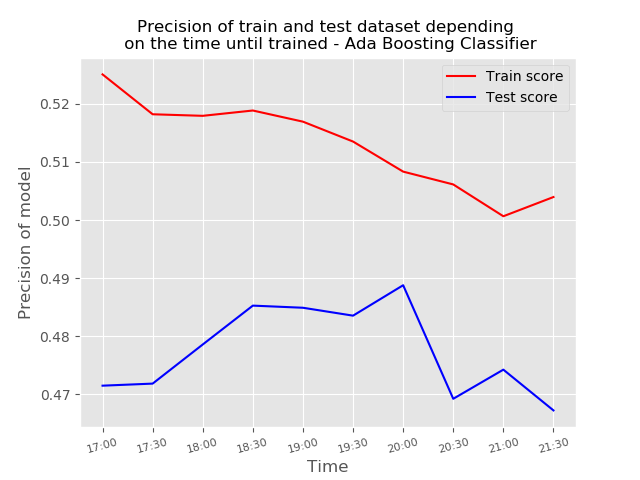 Precision of train and test dataset depending
on the time until trained - Ada Boosting Classifier
Train score
Test score
Precision of model
0.52
0.51
0.50
0.49
0.48
0.47
17:00 17:30 18:00 18:30 19:00 19:30 20:00 20:30 21:00 21:30
Time